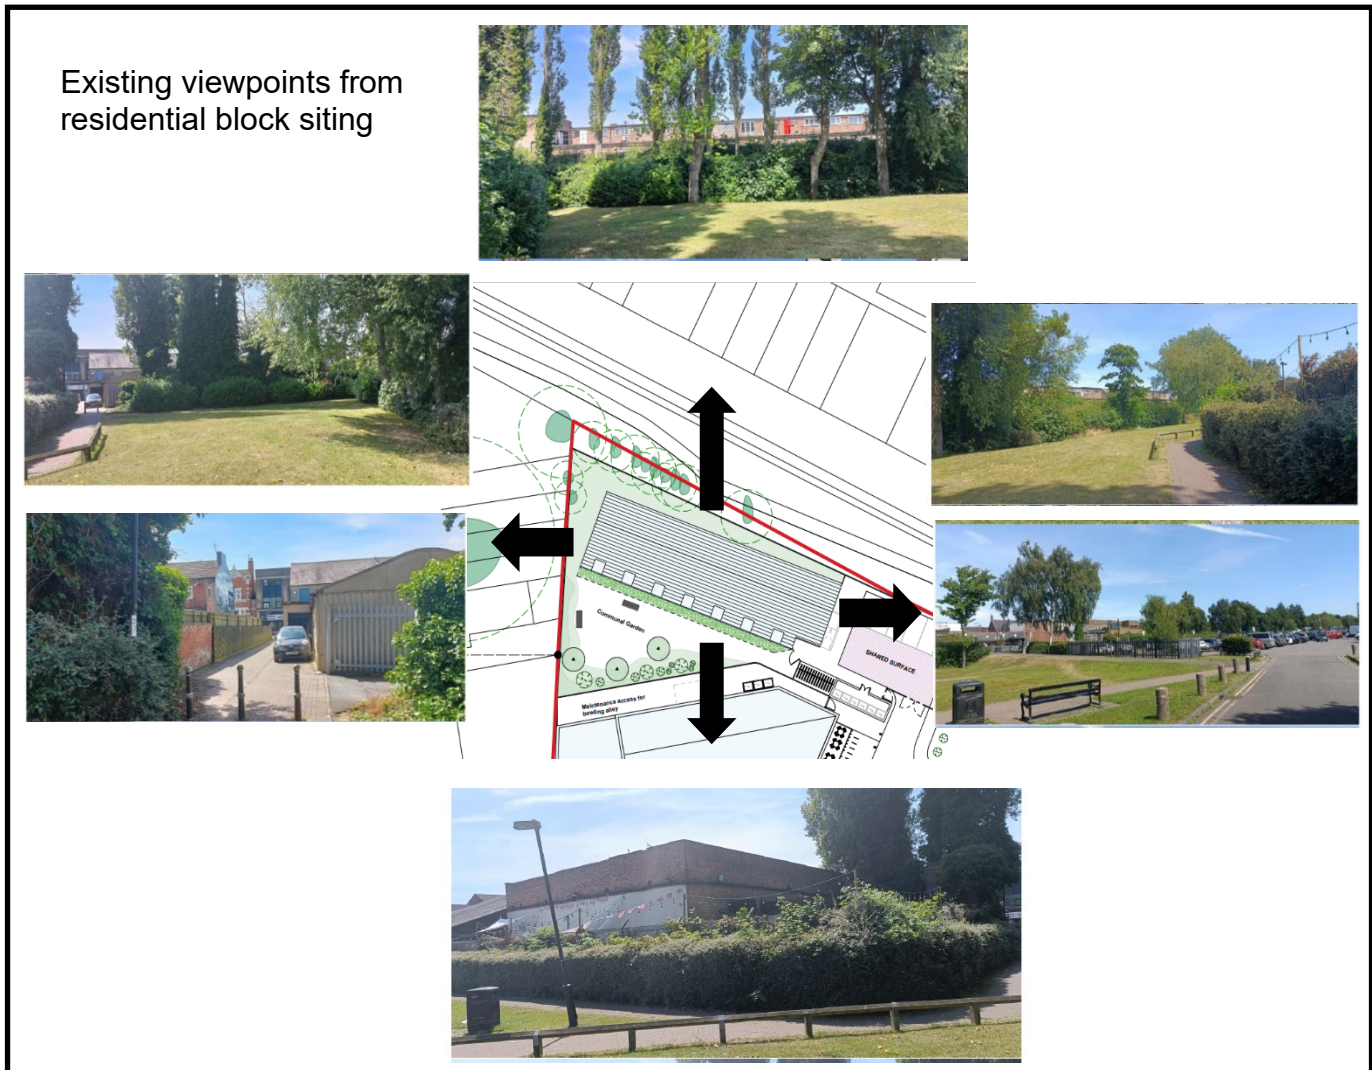 Existing viewpoints from
residential block siting
Communal Garden
SHARED SURFACE
Maintenance access for
bowling alley